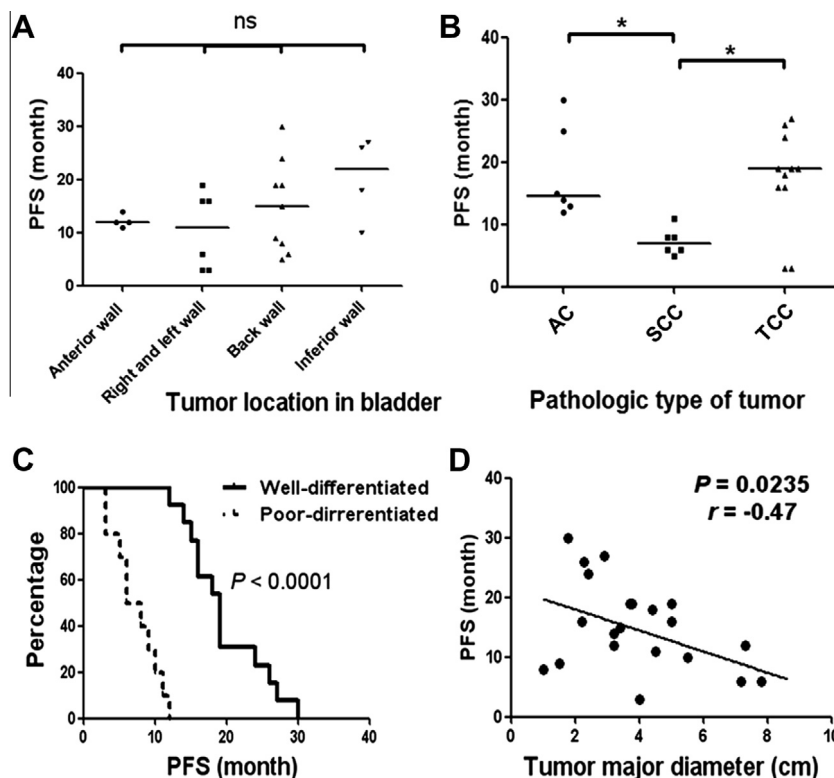 A
ns
PFS (month)
40
30
20
10
0
Anterior wall
Right and left wall
Back wall
Inferior wall
Tumor location in bladder
B
*
*
PFS (month)
40
30
20
10
0
AC
SCC
TCC
Pathologic type of tumor
C
Well-differentiated
Poor-dirrerentiated
P < 0.0001
Percentage
100
80
60
40
20
0
0 10 20 30 40
PFS (month)
D
P = 0.0235
r = -0.47
PFS (month)
40
30
20
10
0
0 2 4 6 8 10
Tumor major diameter (cm)